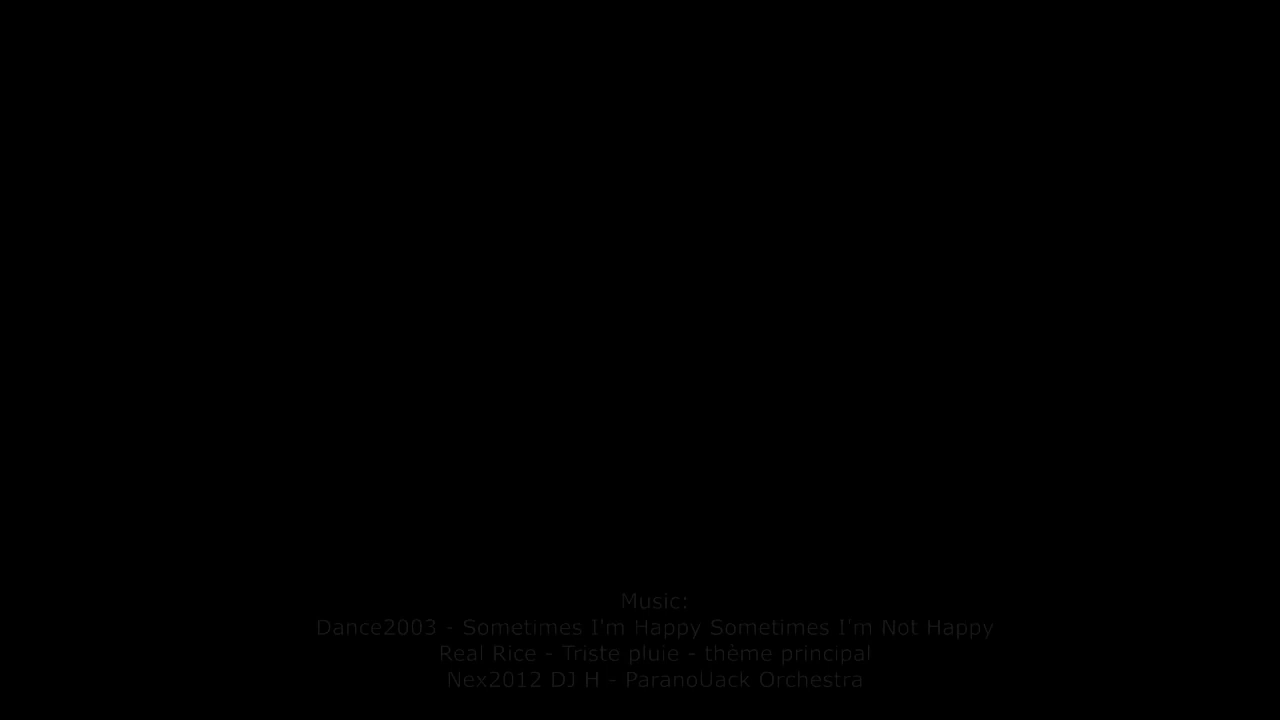 Music:
Dance2003 - Sometimes I'm Happy Sometimes I'm Not Happy
Real Rice - Triste pluie - thème principal
Nex2012 DJ H - ParanoUack Orchestra